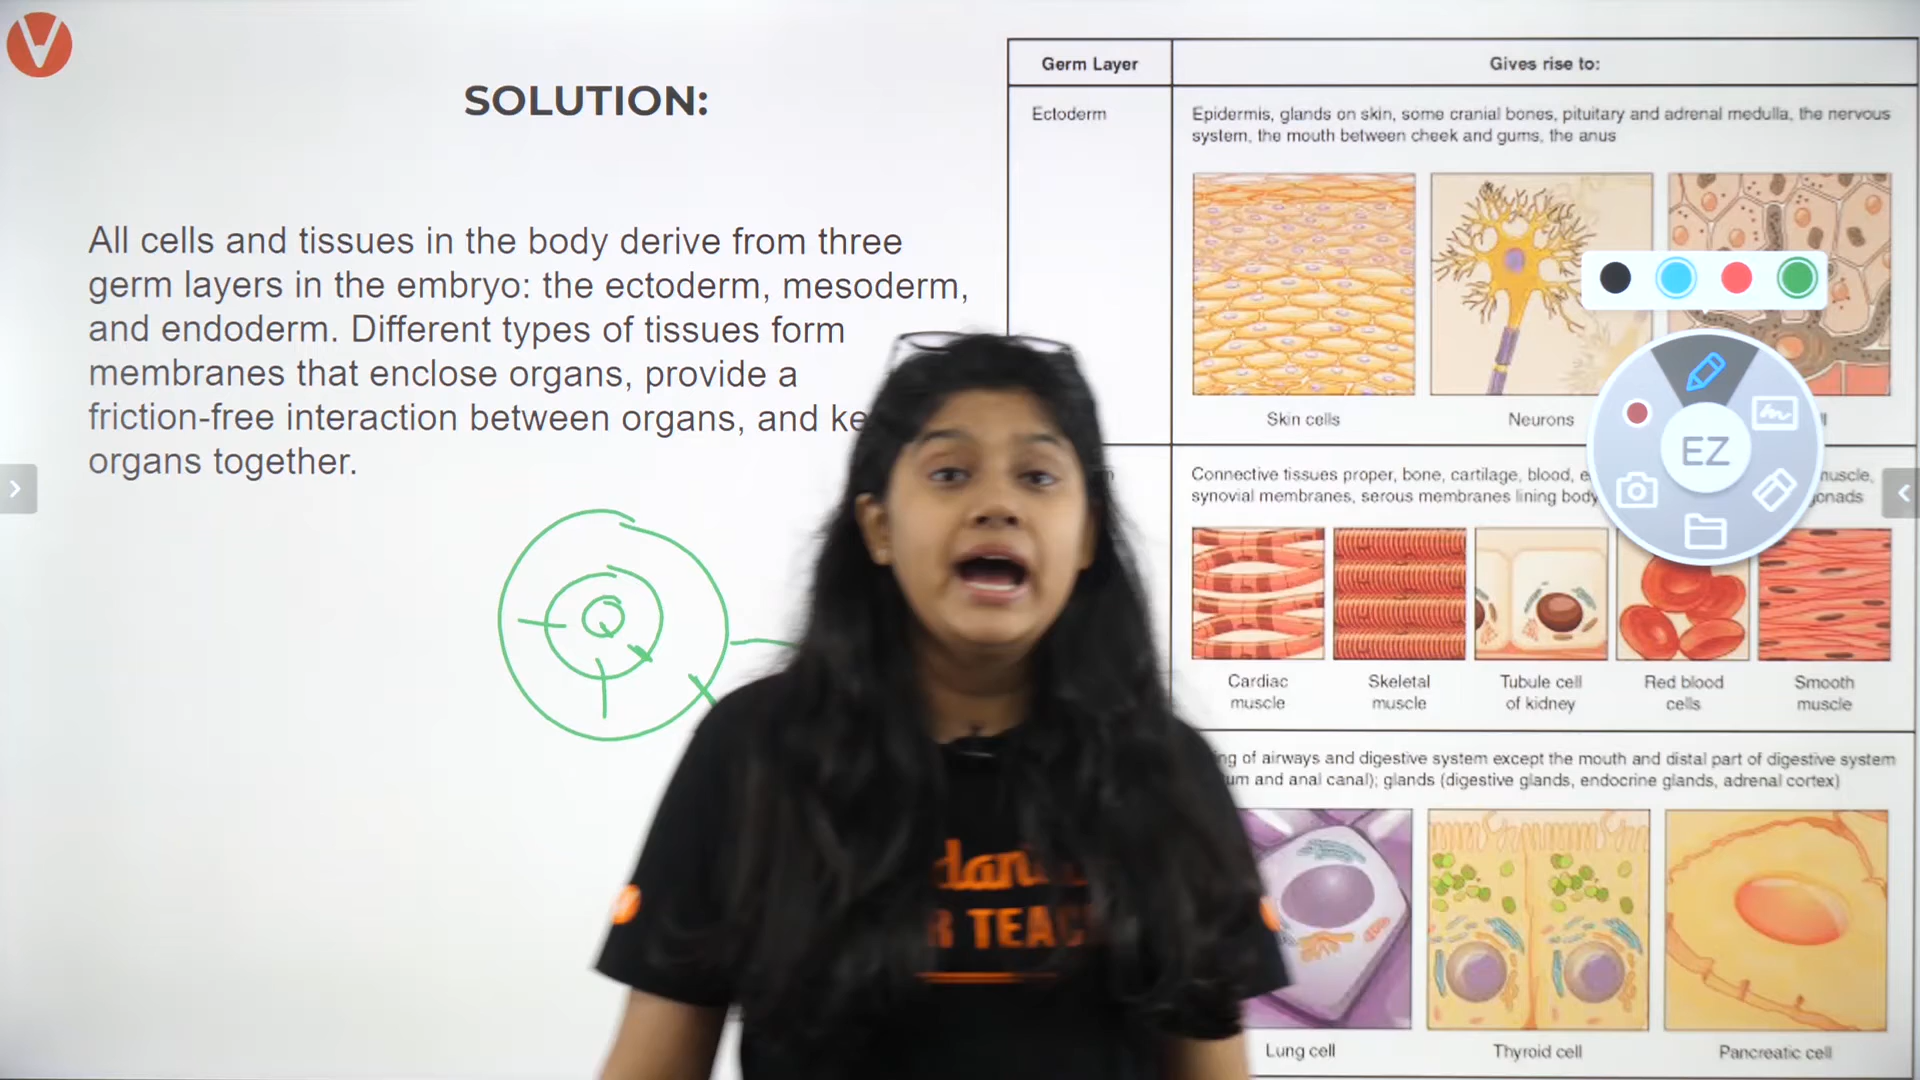 SOLUTION:
All cells and tissues in the body derive from three
germ layers in the embryo: the ectoderm, mesoderm,
and endoderm. Different types of tissues form
membranes that enclose organs, provide a
friction-free interaction between organs, and
organs together.
Germ Layer
Gives rise to:
Ectoderm
Epidermis, glands on skin, some cranial bones, pituitary and adrenal medulla, the nervous
system, the mouth between cheek and gums, the anus
Skin cells
Neurons
Connective tissues proper, bone, cartilage, blood,
muscle,
synovial membranes, serous membranes lining body
EZ
Cardiac
muscle
Skeletal
muscle
Tubule cell
of kidney
Red blood
cells
Smooth
muscle
of airways and digestive system except the mouth and distal part of digestive system
and anal canal); glands (digestive glands, endocrine glands, adrenal cortex)
Lung cell
Thyroid cell
Pancreatic cell